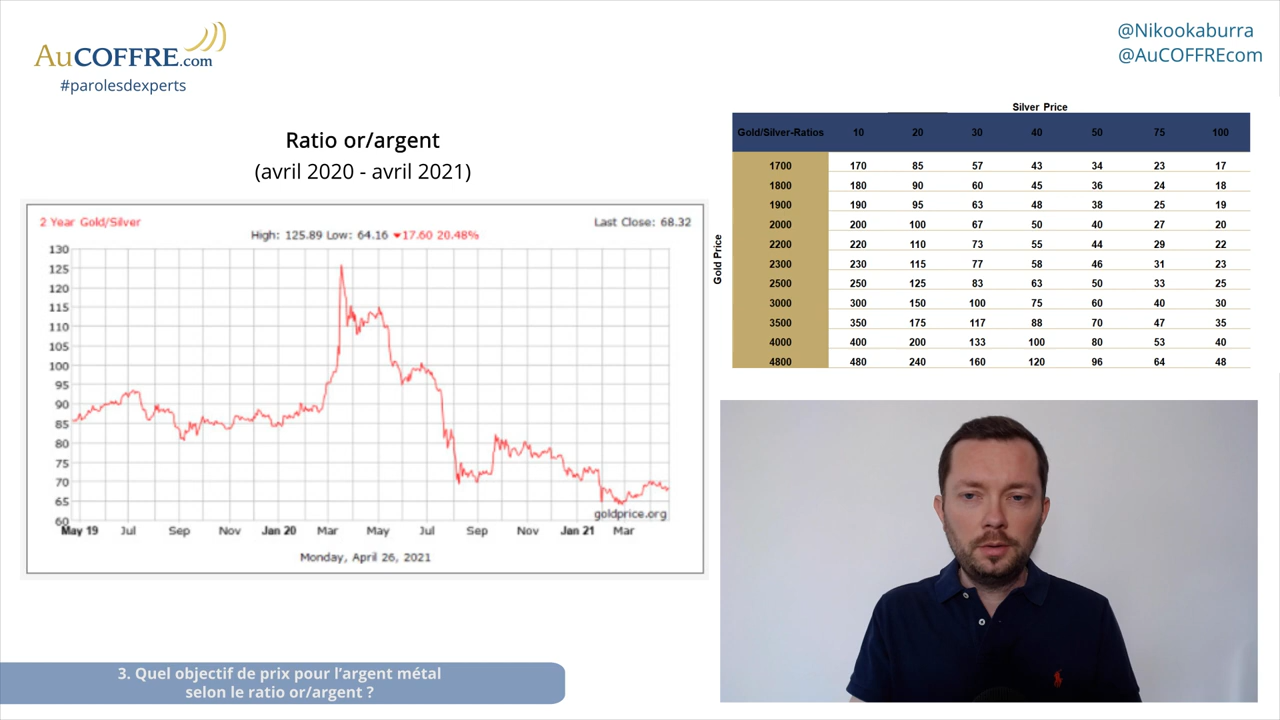 AuCOFFRE.com
#parolesdexperts
@Nikookaburra
@AuCOFFREcom
Ratio or/argent
(avril 2020 - avril 2021)
2 Year Gold/Silver
Last Close: 68.32
High: 125.89 Low: 64.16 ▼17.60 20.48%
130
125
120
115
110
105
100
95
90
85
80
75
70
65
60
goldprice.org
May 19 Jul Sep Nov Jan 20 Mar May Jul Sep Nov Jan 21 Mar
Monday, April 26, 2021
Silver Price
Gold/Silver-Ratios 10 20 30 40 50 75 100
Gold Price
1700 170 85 57 43 34 23 17
1800 180 90 60 45 36 24 18
1900 190 95 63 48 38 25 19
2000 200 100 67 50 40 27 20
2200 220 110 73 55 44 29 22
2300 230 115 77 58 46 31 23
2500 250 125 83 63 50 33 25
3000 300 150 100 75 60 40 30
3500 350 175 117 88 70 47 35
4000 400 200 133 100 80 53 40
4800 480 240 160 120 96 64 48
3. Quel objectif de prix pour l'argent métal
selon le ratio or/argent ?